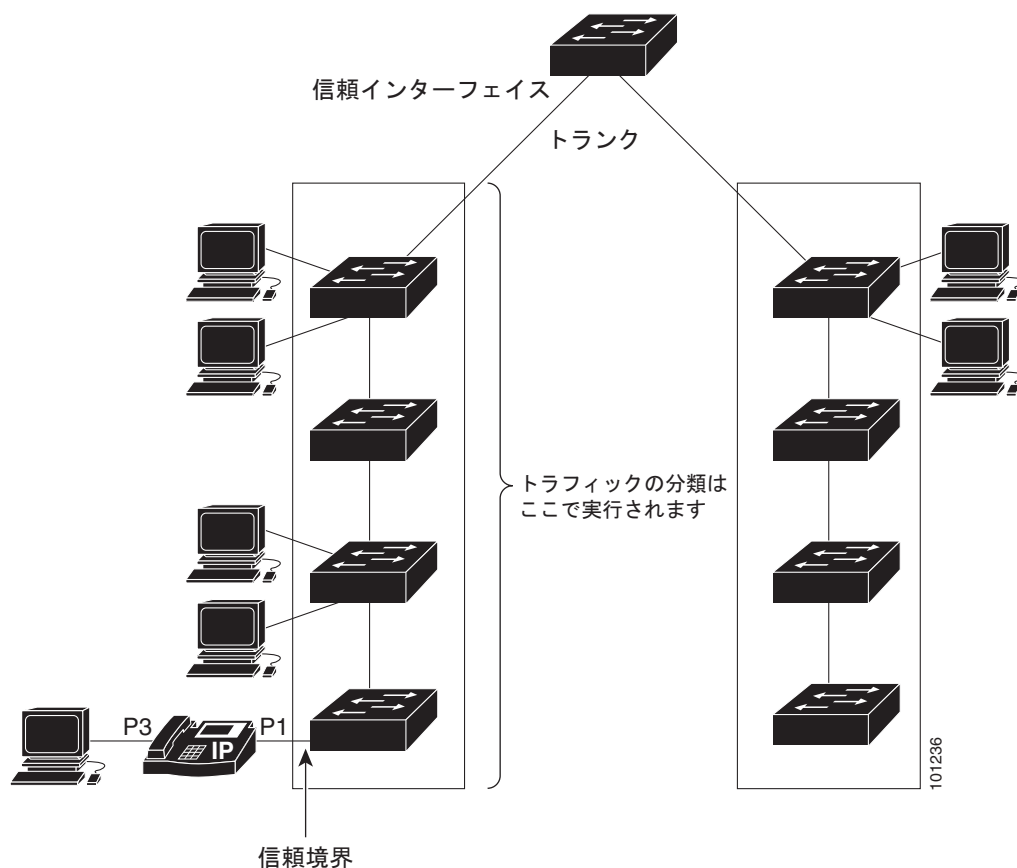 信頼インターフェイス
トランク
トラフィックの分類は
ここで実行されます
P3
IP
P1
信頼境界
101236